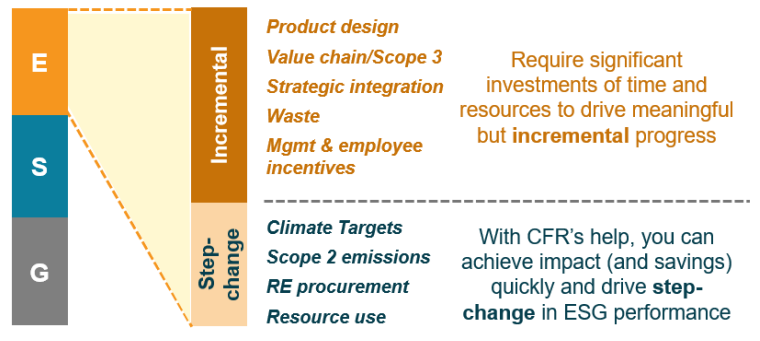 E
S
G
Incremental
Step-
change
Product design
Value chain/Scope 3
Strategic integration
Waste
Mgmt & employee
incentives
Require significant
investments of time and
resources to drive meaningful
but incremental progress
Climate Targets
Scope 2 emissions
RE procurement
Resource use
With CFR's help, you can
achieve impact (and savings)
quickly and drive step-
change in ESG performance